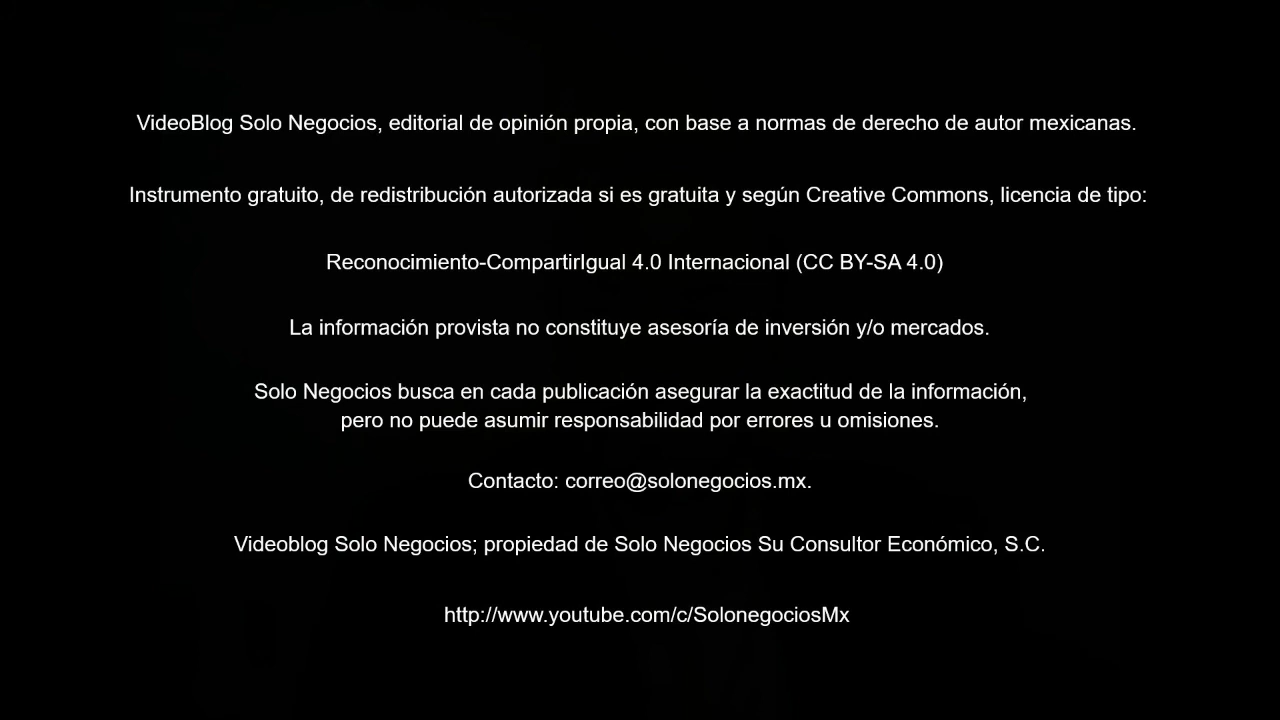 VideoBlog Solo Negocios, editorial de opinión propia, con base a normas de derecho de autor mexicanas.
Instrumento gratuito, de redistribución autorizada si es gratuita y según Creative Commons, licencia de tipo:
Reconocimiento-CompartirIgual 4.0 Internacional (CC BY-SA 4.0)
La información provista no constituye asesoría de inversión y/o mercados.
Solo Negocios busca en cada publicación asegurar la exactitud de la información,
pero no puede asumir responsabilidad por errores u omisiones.
Contacto: correo@solonegocios.mx.
Videoblog Solo Negocios; propiedad de Solo Negocios Su Consultor Económico, S.C.
http://www.youtube.com/c/SolonegociosMx